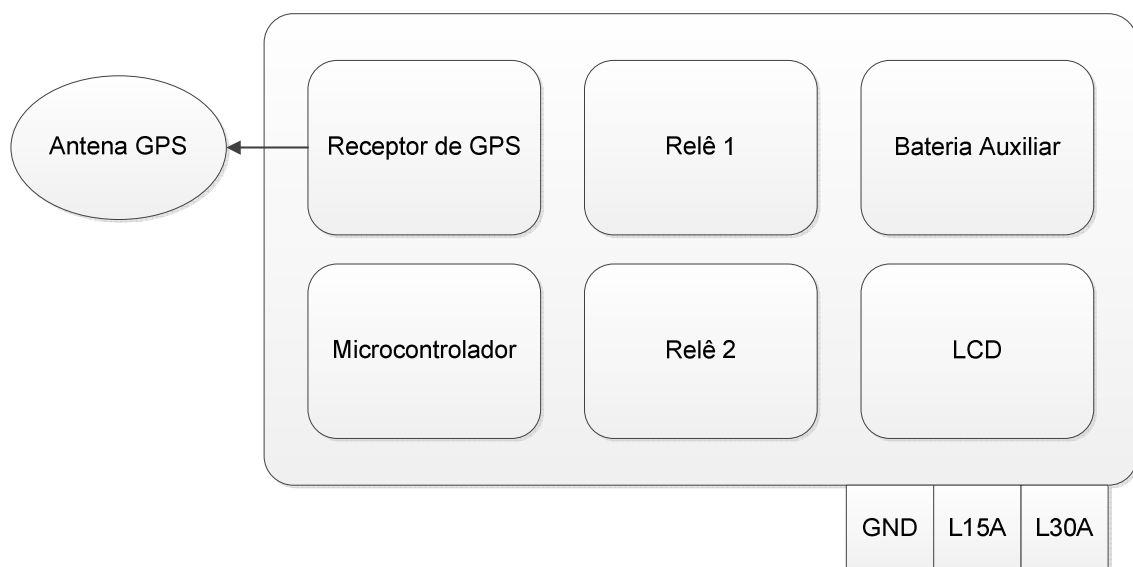 Antena GPS
Receptor de GPS
Relê 1
Bateria Auxiliar
Microcontrolador
Relê 2
LCD
GND
L15A
L30A